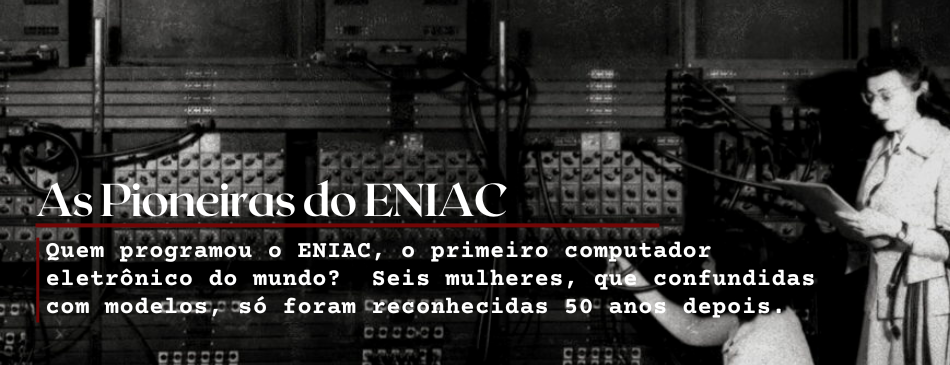 As Pioneiras do ENIAC
Quem programou o ENIAC, o primeiro computador
eletrônico do mundo? Seis mulheres, que confundidas
com modelos, só foram reconhecidas 50 anos depois.